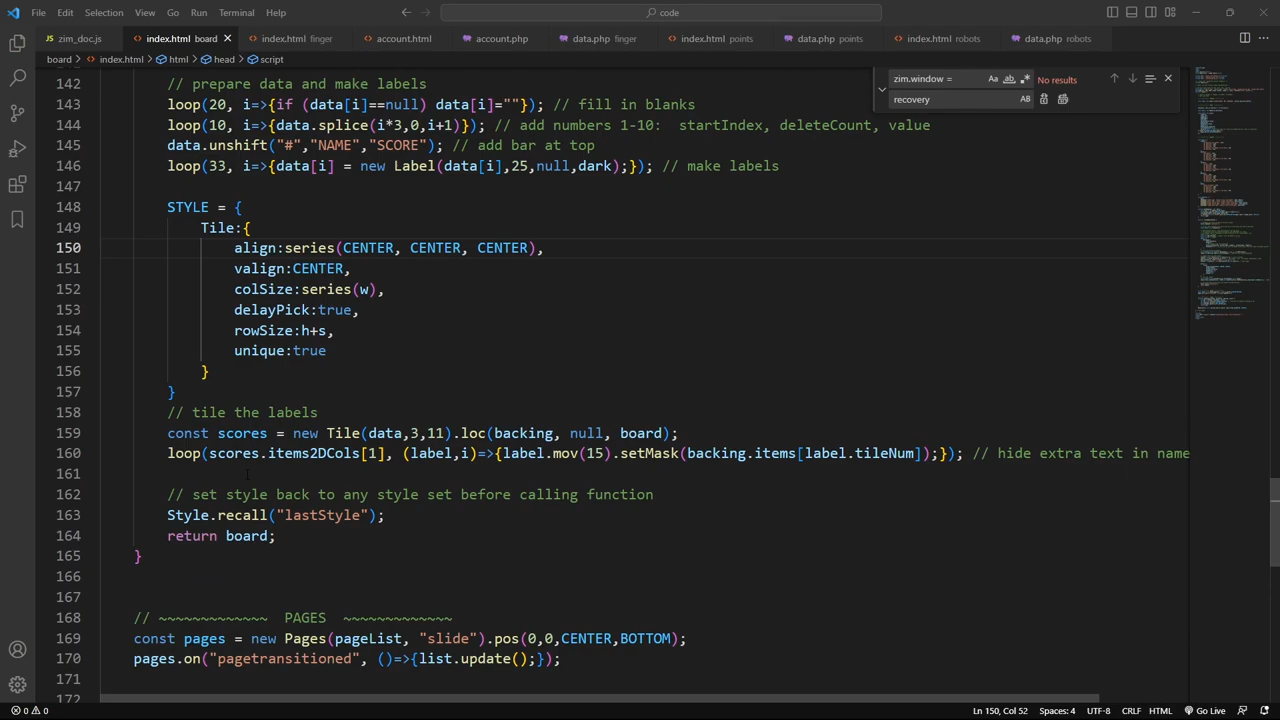 File Edit Selection View Go Run Terminal Help
code
zim_doc.js index.html board index.html finger account.html account.php data.php finger index.html points data.php points index.html robots data.php robots
board > index.html > html > head > script
zim.window = Aa ab .* No results
recovery AB
142 // prepare data and make labels
143 loop(20, i=>{if (data[i]==null) data[i]=""}); // fill in blanks
144 loop(10, i=>{data.splice(i*3,0,i+1)}); // add numbers 1-10:  startIndex, deleteCount, value
145 data.unshift("#","NAME","SCORE"); // add bar at top
146 loop(33, i=>{data[i] = new Label(data[i],25,null,dark);}); // make labels
147
148 STYLE = {
149 Tile:{
150 align:series(CENTER, CENTER, CENTER),
151 valign:CENTER,
152 colSize:series(w),
153 delayPick:true,
154 rowSize:h+s,
155 unique:true
156 }
157 }
158 // tile the labels
159 const scores = new Tile(data,3,11).loc(backing, null, board);
160 loop(scores.items2DCols[1], (label,i)=>{label.mov(15).setMask(backing.items[label.tileNum]);}); // hide extra text in name
161
162 // set style back to any style set before calling function
163 Style.recall("lastStyle");
164 return board;
165 }
166
167
168 // ~~~~~~~~~~~~~  PAGES  ~~~~~~~~~~~~~
169 const pages = new Pages(pageList, "slide").pos(0,0,CENTER,BOTTOM);
170 pages.on("pagetransitioned", ()=>{list.update();});
171
172
0 0 Ln 150, Col 52 Spaces: 4 UTF-8 CRLF HTML Go Live